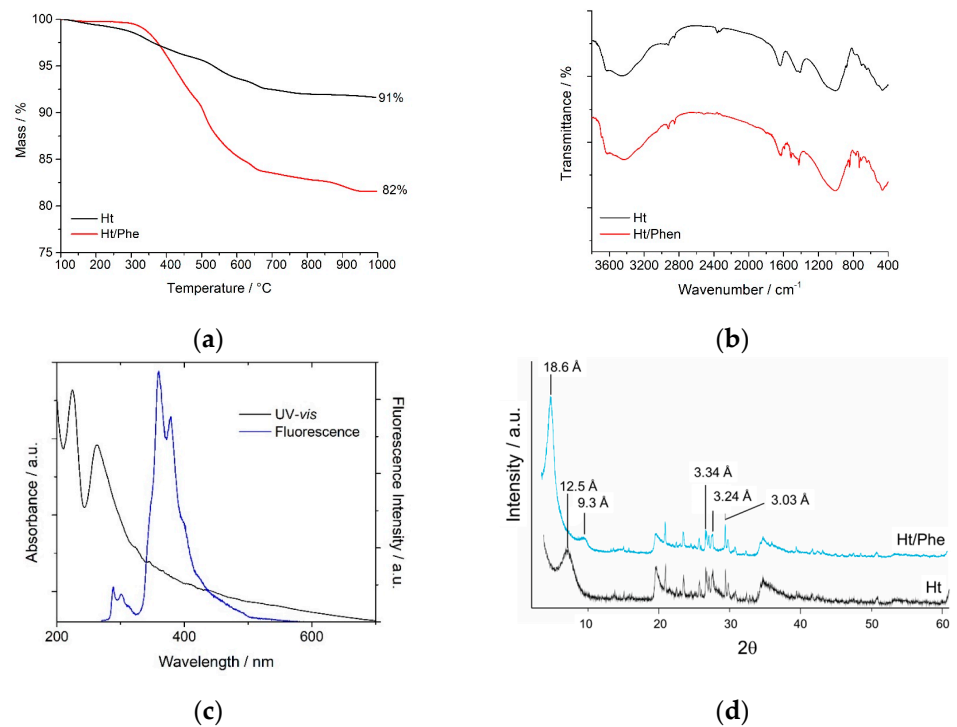 100
95
90
85
80
75
Mass / %
91%
82%
Ht
Ht/Phe
100 200 300 400 500 600 700 800 900 1000
Temperature / °C
(a)
Transmittance / %
Ht
Ht/Phen
3800 3200 2400 2000 1600 1200 800 400
Wavenumber / cm-1
(b)
Absorbance / a.u.
UV-vis
Fluorescence
Fluorescence Intensity / a.u.
200 400 600
Wavelength / nm
(c)
Intensity / a.u.
18.6 Å
12.5 Å
9.3 Å
3.34 Å
3.24 Å
3.03 Å
Ht/Phe
Ht
10 20 30 40 50 60
2θ
(d)